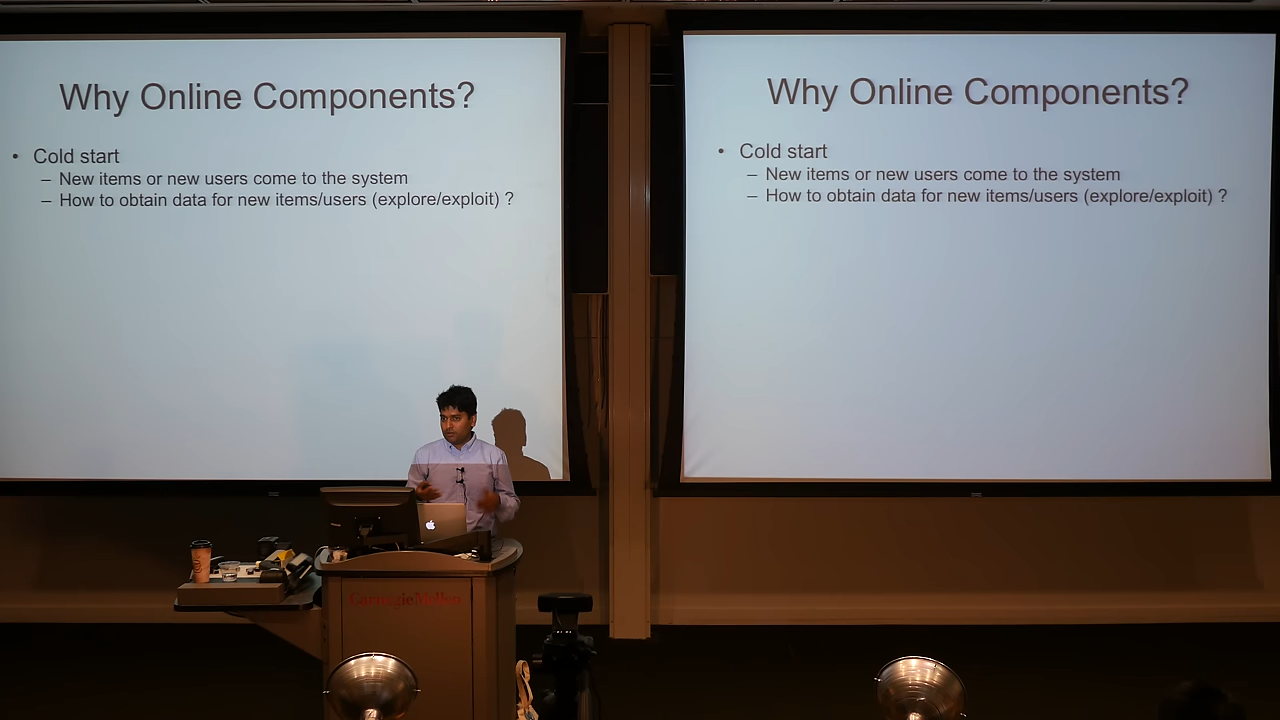 Why Online Components?
• Cold start
– New items or new users come to the system
– How to obtain data for new items/users (explore/exploit) ?
Why Online Components?
• Cold start
– New items or new users come to the system
– How to obtain data for new items/users (explore/exploit) ?
Carnegie Mellon